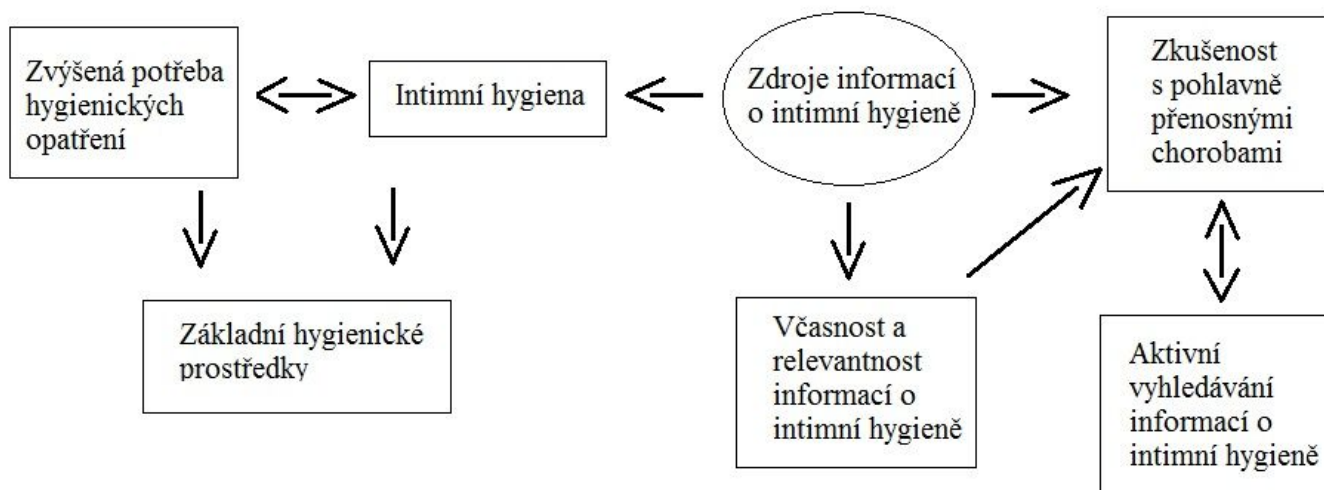 Zvýšená potřeba
hygienických
opatření
Intimní hygiena
Zdroje informací
o intimní hygieně
Zkušenost
s pohlavně
přenosnými
chorobami
Základní hygienické
prostředky
Včasnost a
relevantnost
informací o
intimní hygieně
Aktivní
vyhledávání
informací o
intimní hygieně